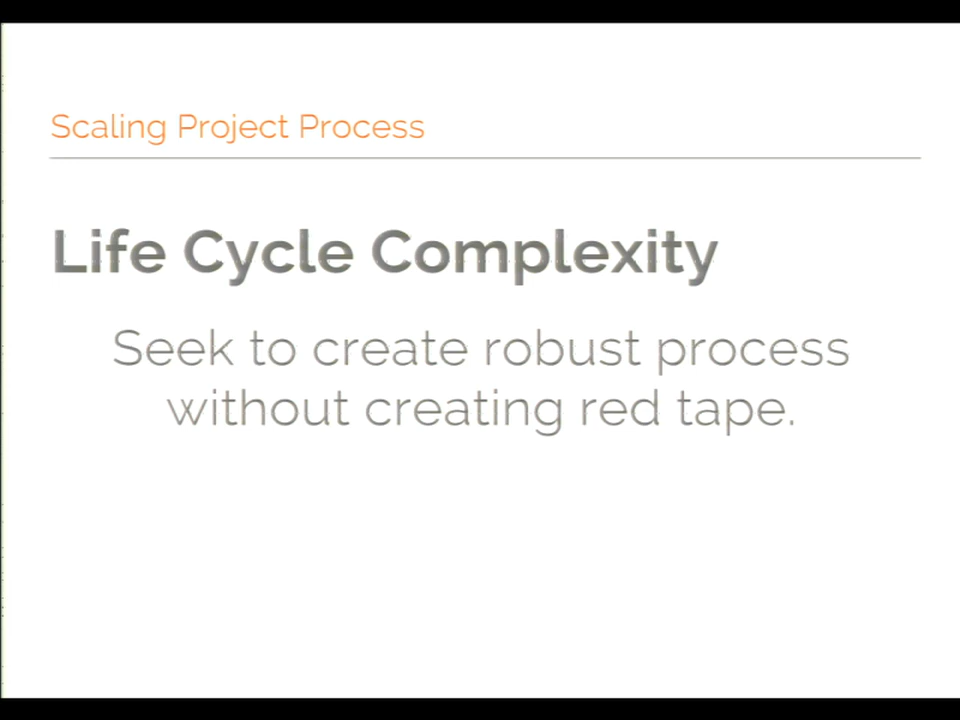 Scaling Project Process
Life Cycle Complexity
Seek to create robust process
without creating red tape.